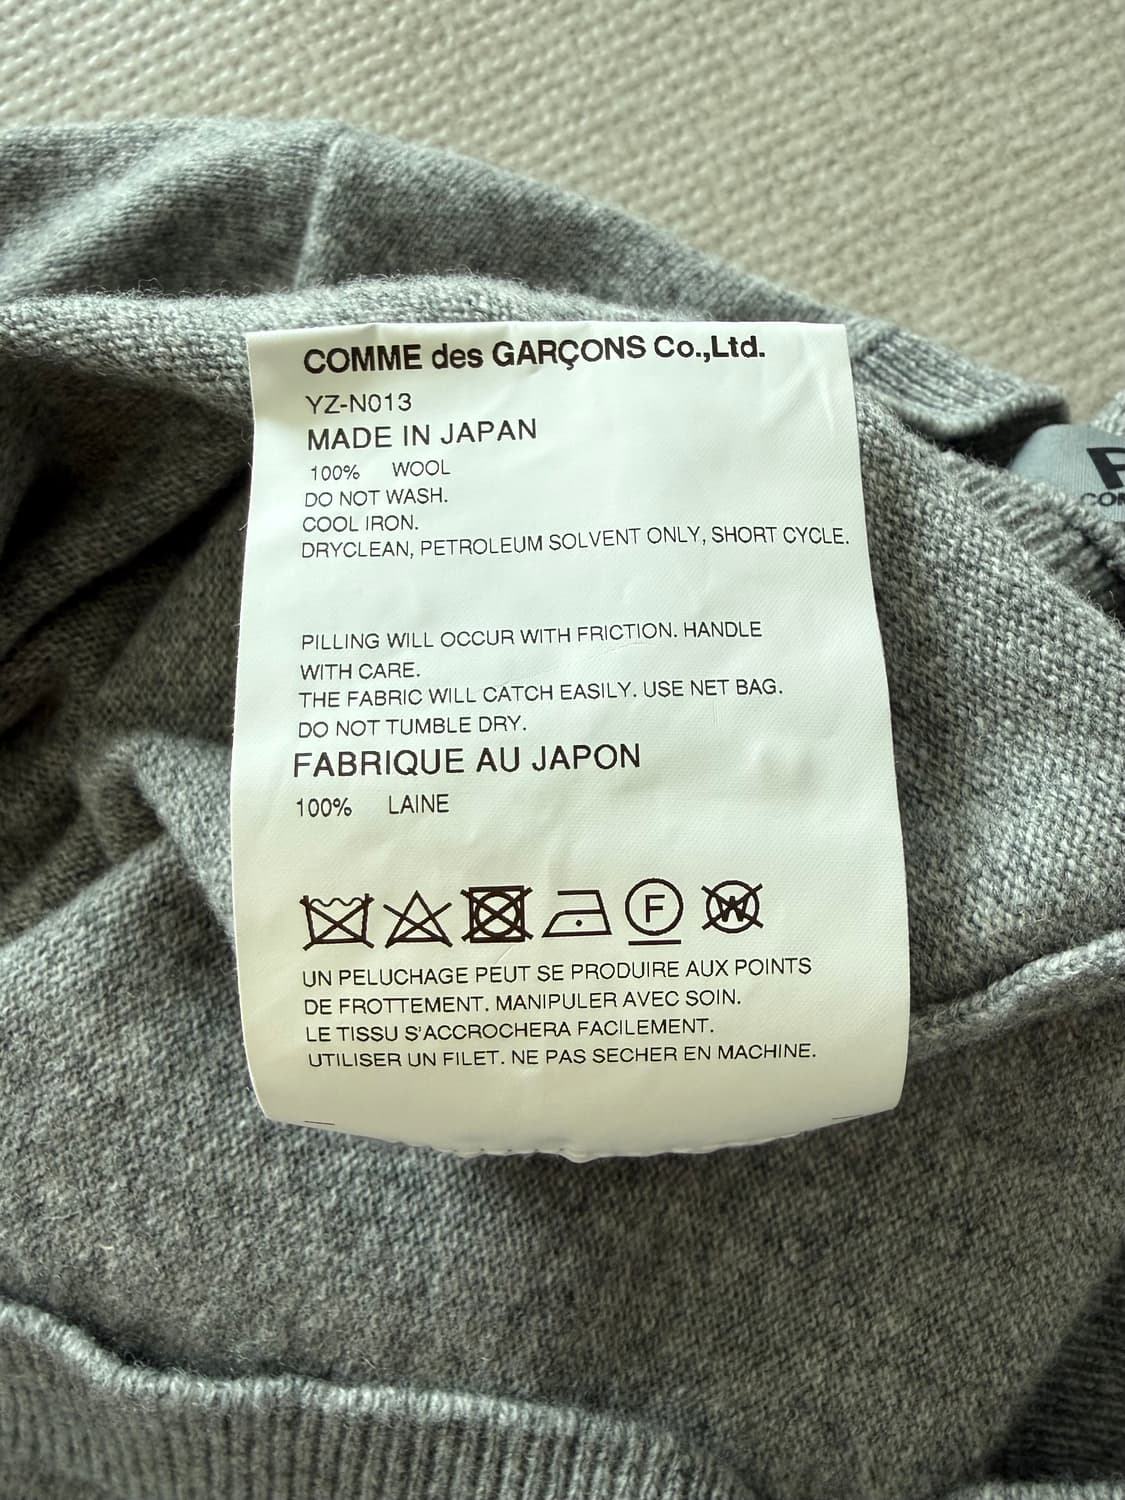 COMME des GARÇONS Co.,Ltd.
YZ-N013
MADE IN JAPAN
100% WOOL
DO NOT WASH.
COOL IRON.
DRYCLEAN, PETROLEUM SOLVENT ONLY, SHORT CYCLE.
PILLING WILL OCCUR WITH FRICTION. HANDLE
WITH CARE.
THE FABRIC WILL CATCH EASILY. USE NET BAG.
DO NOT TUMBLE DRY.
FABRIQUE AU JAPON
100% LAINE
F W
UN PELUCHAGE PEUT SE PRODUIRE AUX POINTS
DE FROTTEMENT. MANIPULER AVEC SOIN.
LE TISSU S'ACCROCHERA FACILEMENT.
UTILISER UN FILET. NE PAS SECHER EN MACHINE.